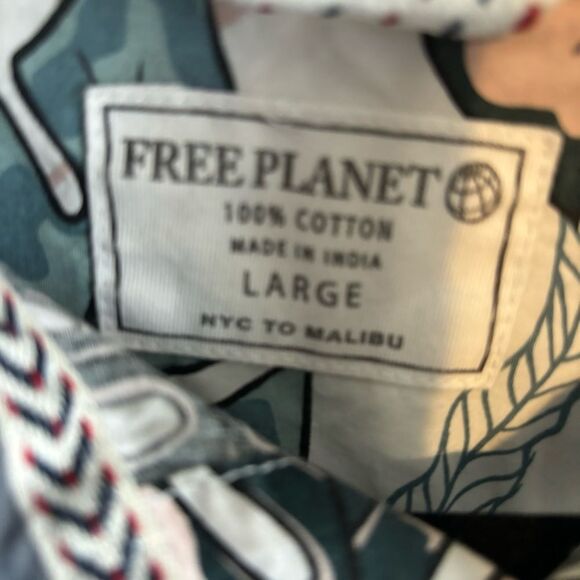 FREE PLANET
100% COTTON
MADE IN INDIA
LARGE
NYC TO MALIBU